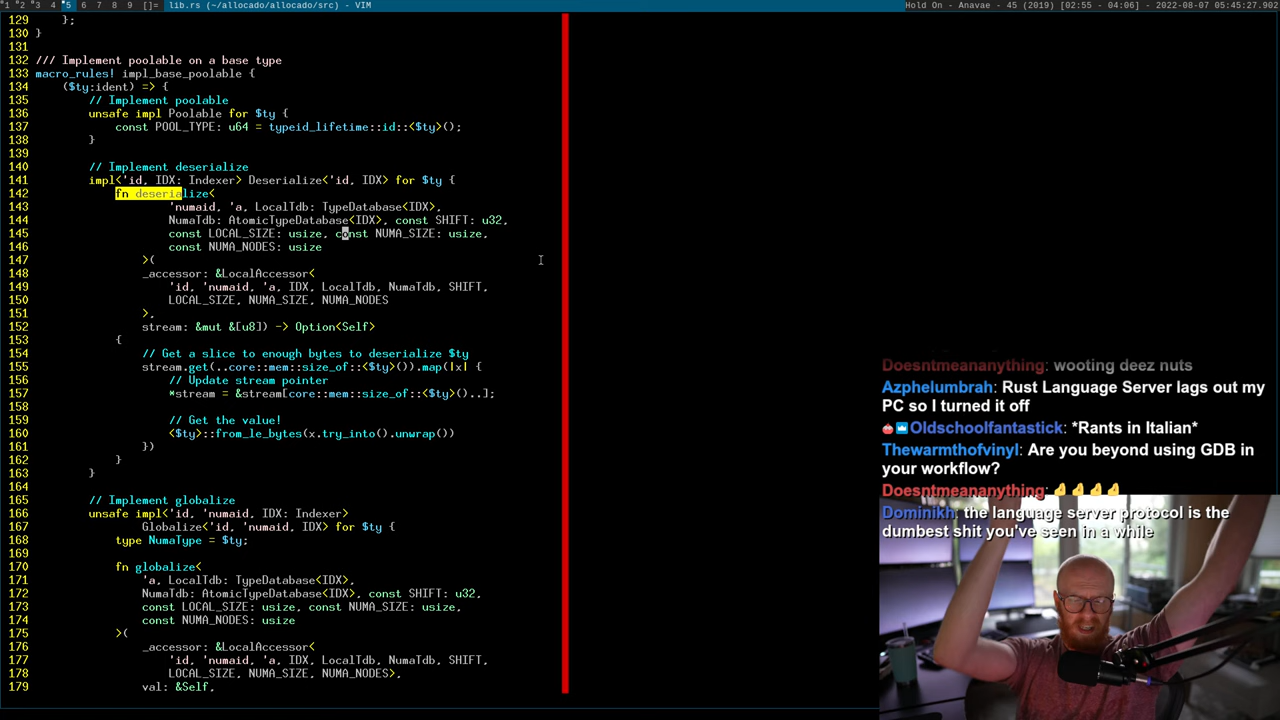 1 2 3 4 5 6 7 8 9 []= lib.rs (~/allocado/allocado/src) - VIM
Hold On - Anavae - 45 (2019) [02:55 - 04:06] - 2022-08-07 05:45:27.902
129 };
130 }
131
132 /// Implement poolable on a base type
133 macro_rules! impl_base_poolable {
134 ($ty:ident) => {
135 // Implement poolable
136 unsafe impl Poolable for $ty {
137 const POOL_TYPE: u64 = typeid_lifetime::id::<$ty>();
138 }
139
140 // Implement deserialize
141 impl<'id, IDX: Indexer> Deserialize<'id, IDX> for $ty {
142 fn deserialize<
143 'numaid, 'a, LocalTdb: TypeDatabase<IDX>,
144 NumaTdb: AtomicTypeDatabase<IDX>, const SHIFT: u32,
145 const LOCAL_SIZE: usize, const NUMA_SIZE: usize,
146 const NUMA_NODES: usize
147 >(
148 _accessor: &LocalAccessor<
149 'id, 'numaid, 'a, IDX, LocalTdb, NumaTdb, SHIFT,
150 LOCAL_SIZE, NUMA_SIZE, NUMA_NODES
151 >,
152 stream: &mut &[u8]) -> Option<Self>
153 {
154 // Get a slice to enough bytes to deserialize $ty
155 stream.get(..core::mem::size_of::<$ty>()).map(|x| {
156 // Update stream pointer
157 *stream = &stream[core::mem::size_of::<$ty>()..];
158
159 // Get the value!
160 <$ty>::from_le_bytes(x.try_into().unwrap())
161 })
162 }
163 }
164
165 // Implement globalize
166 unsafe impl<'id, 'numaid, IDX: Indexer>
167 Globalize<'id, 'numaid, IDX> for $ty {
168 type NumaType = $ty;
169
170 fn globalize<
171 'a, LocalTdb: TypeDatabase<IDX>,
172 NumaTdb: AtomicTypeDatabase<IDX>, const SHIFT: u32,
173 const LOCAL_SIZE: usize, const NUMA_SIZE: usize,
174 const NUMA_NODES: usize
175 >(
176 _accessor: &LocalAccessor<
177 'id, 'numaid, 'a, IDX, LocalTdb, NumaTdb, SHIFT,
178 LOCAL_SIZE, NUMA_SIZE, NUMA_NODES>,
179 val: &Self,
Doesntmeananything: wooting deez nuts
Azphelumbrah: Rust Language Server lags out my
PC so I turned it off
Oldschoolfantastick: *Rants in Italian*
Thewarmthofvinyl: Are you beyond using GDB in
your workflow?
Doesntmeananything:
Dominikh: the language server protocol is the
dumbest shit you've seen in a while